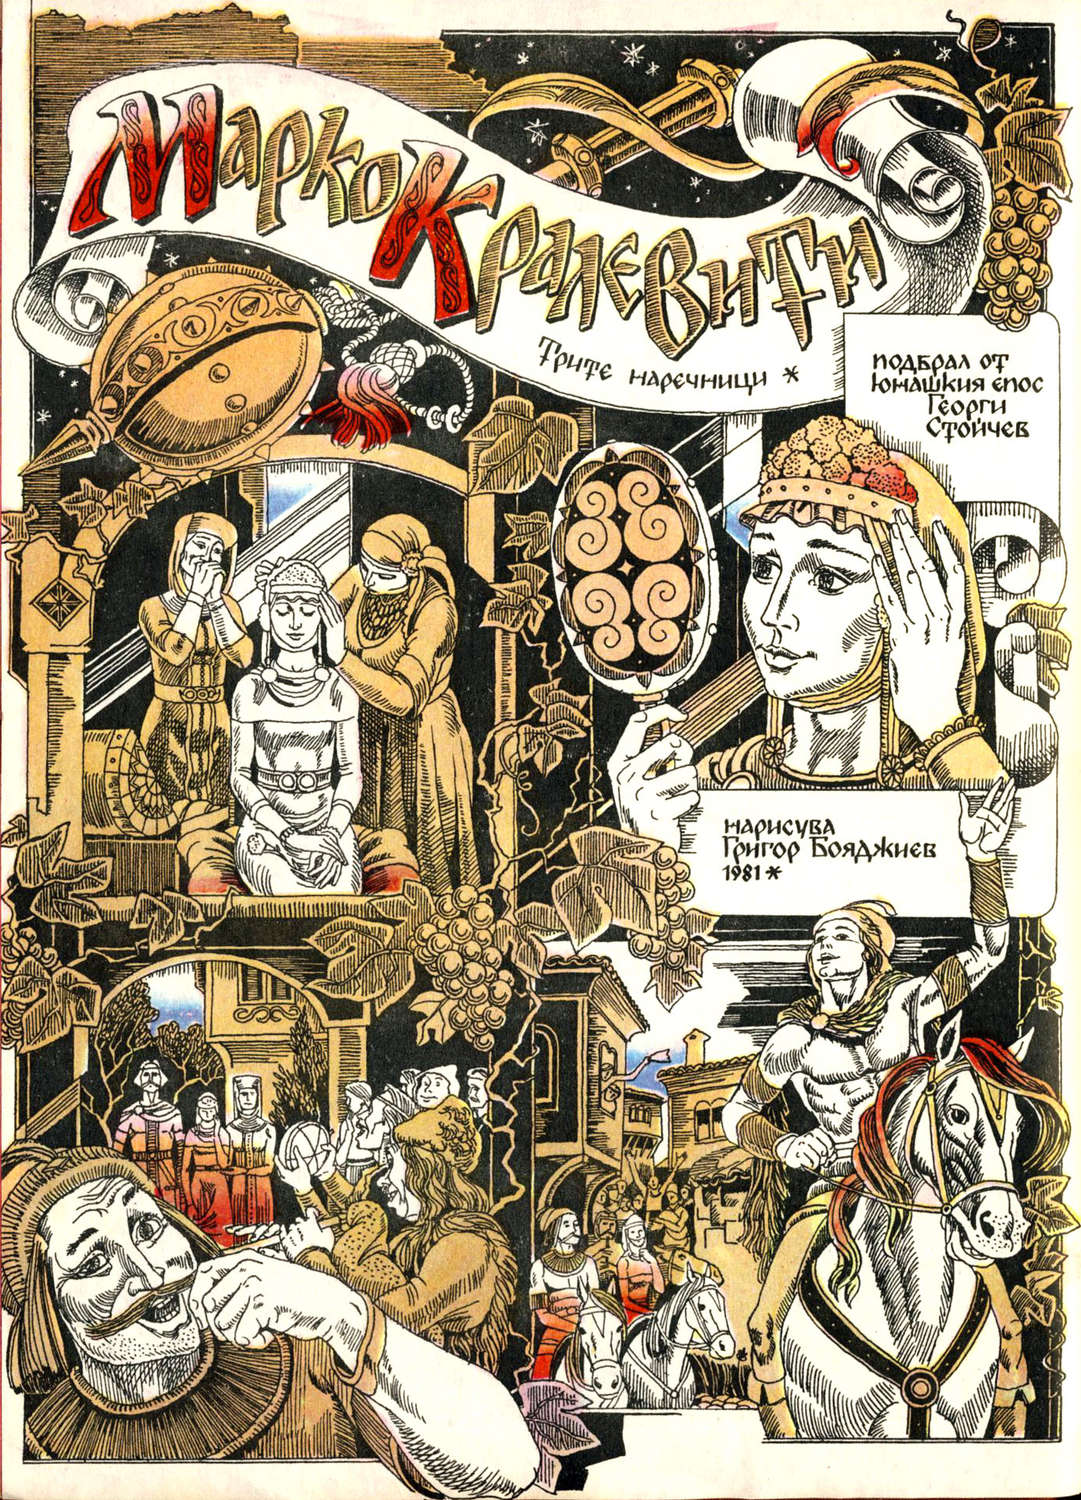 Марко Кралевити
Трите наречници *
подбрал от
юнашкия епос
Георги
Стойчев
нарисува
Григор Бояджиев
1981 *